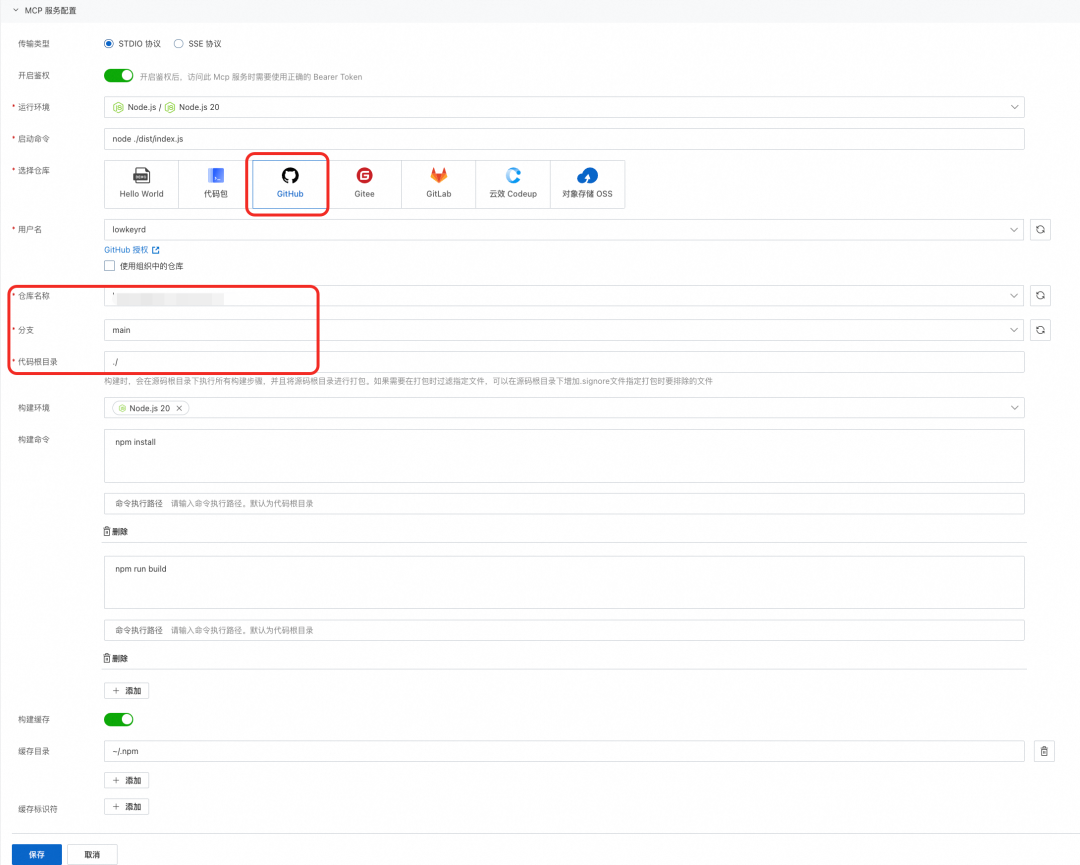 MCP 服务配置
传输类型 STDIO 协议 SSE 协议
开启鉴权 开启鉴权后，访问此 Mcp 服务时需要使用正确的 Bearer Token
* 运行环境 Node.js / Node.js 20
* 启动命令 node ./dist/index.js
* 选择仓库 Hello World 代码包 GitHub Gitee GitLab 云效 Codeup 对象存储 OSS
* 用户名 lowkeyrd
GitHub 授权
使用组织中的仓库
* 仓库名称
* 分支 main
* 代码根目录 ./
构建时，会在源码根目录下执行所有构建步骤，并且将源码根目录进行打包。如果需要在打包时过滤指定文件，可以在源码根目录下增加.signore文件指定打包时要排除的文件
构建环境 Node.js 20 ×
构建命令 npm install
命令执行路径 请输入命令执行路径，默认为代码根目录
删除
npm run build
命令执行路径 请输入命令执行路径，默认为代码根目录
删除
+ 添加
构建缓存
缓存目录 ~/.npm
+ 添加
缓存标识符 + 添加
保存 取消